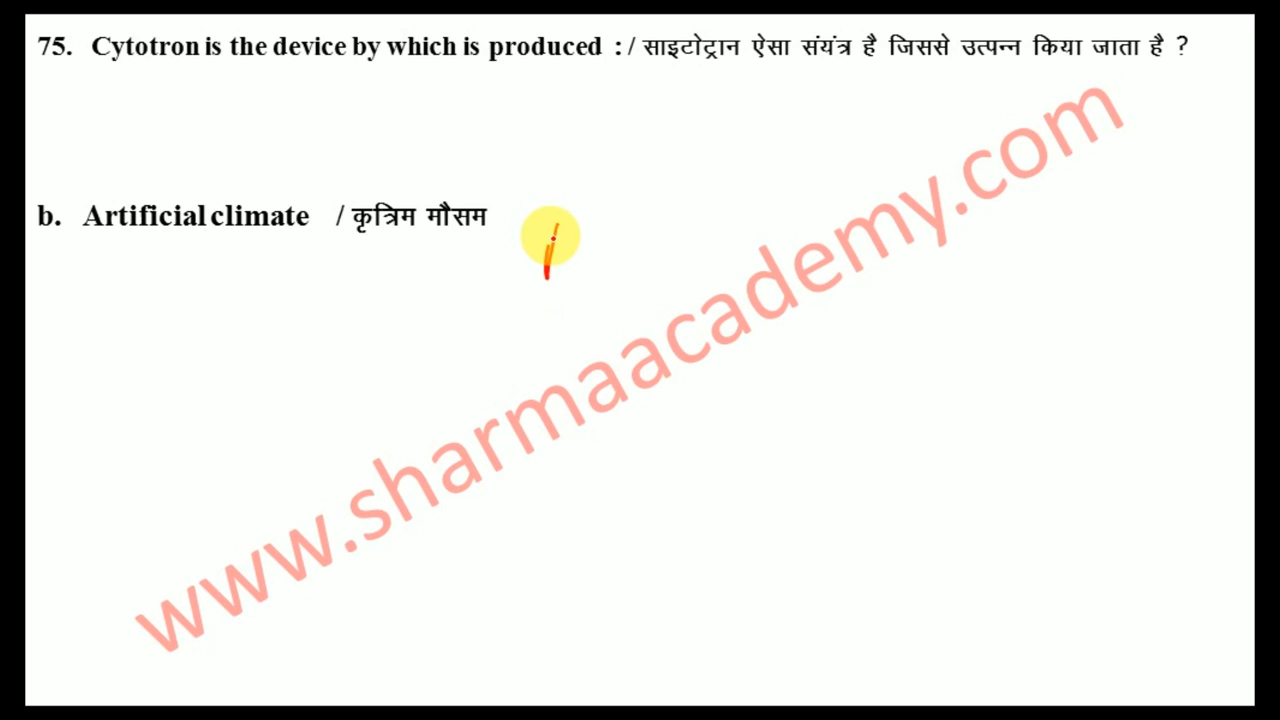 75. Cytotron is the device by which is produced : / साइटोट्रान ऐसा संयंत्र है जिससे उत्पन्न किया जाता है ?
b. Artificial climate / कृत्रिम मौसम
www.sharmaacademy.com